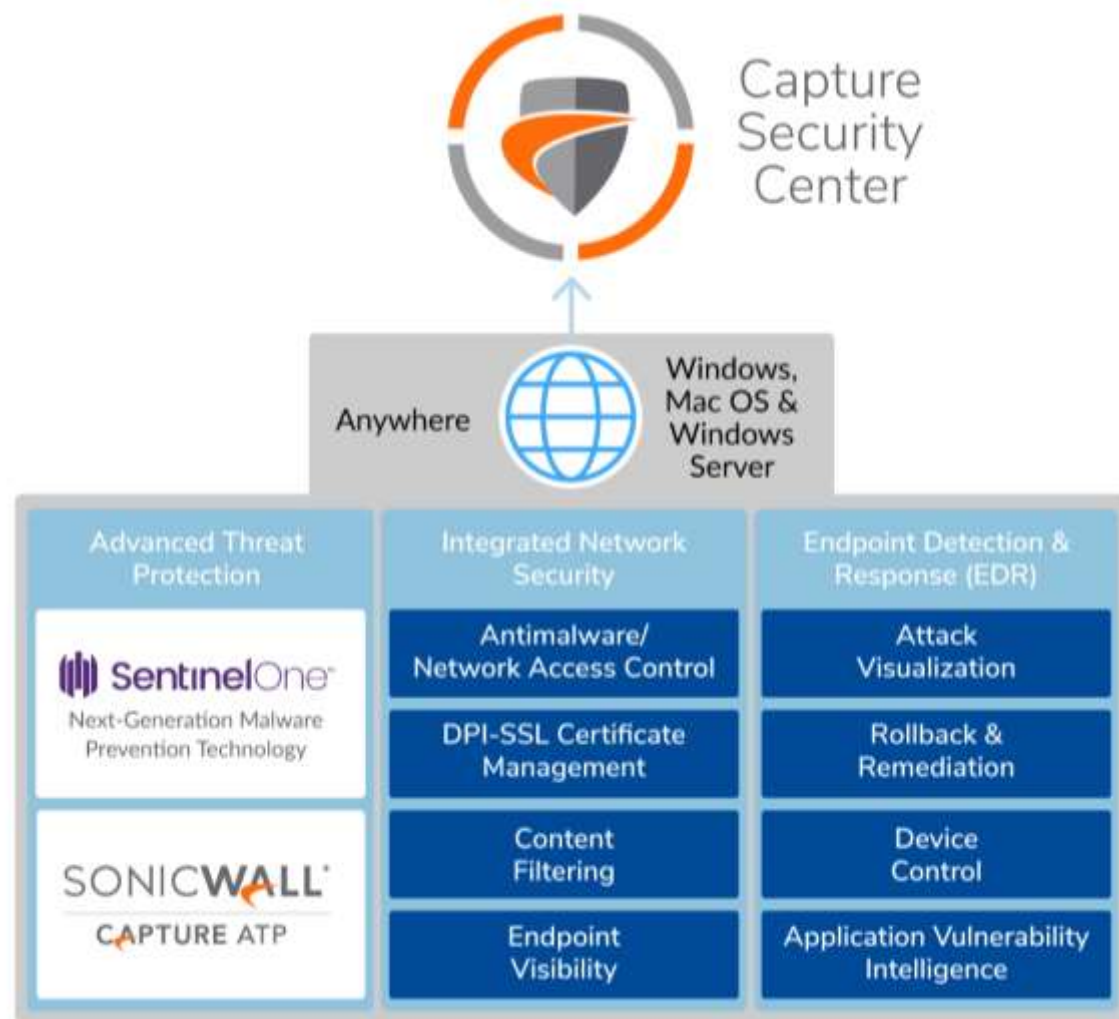 Capture
Security
Center
Anywhere
Windows,
Mac OS &
Windows
Server
Advanced Threat
Protection
SentinelOne™
Next-Generation Malware
Prevention Technology
SONICWALL®
CAPTURE ATP
Integrated Network
Security
Antimalware/
Network Access Control
DPI-SSL Certificate
Management
Content
Filtering
Endpoint
Visibility
Endpoint Detection &
Response (EDR)
Attack
Visualization
Rollback &
Remediation
Device
Control
Application Vulnerability
Intelligence